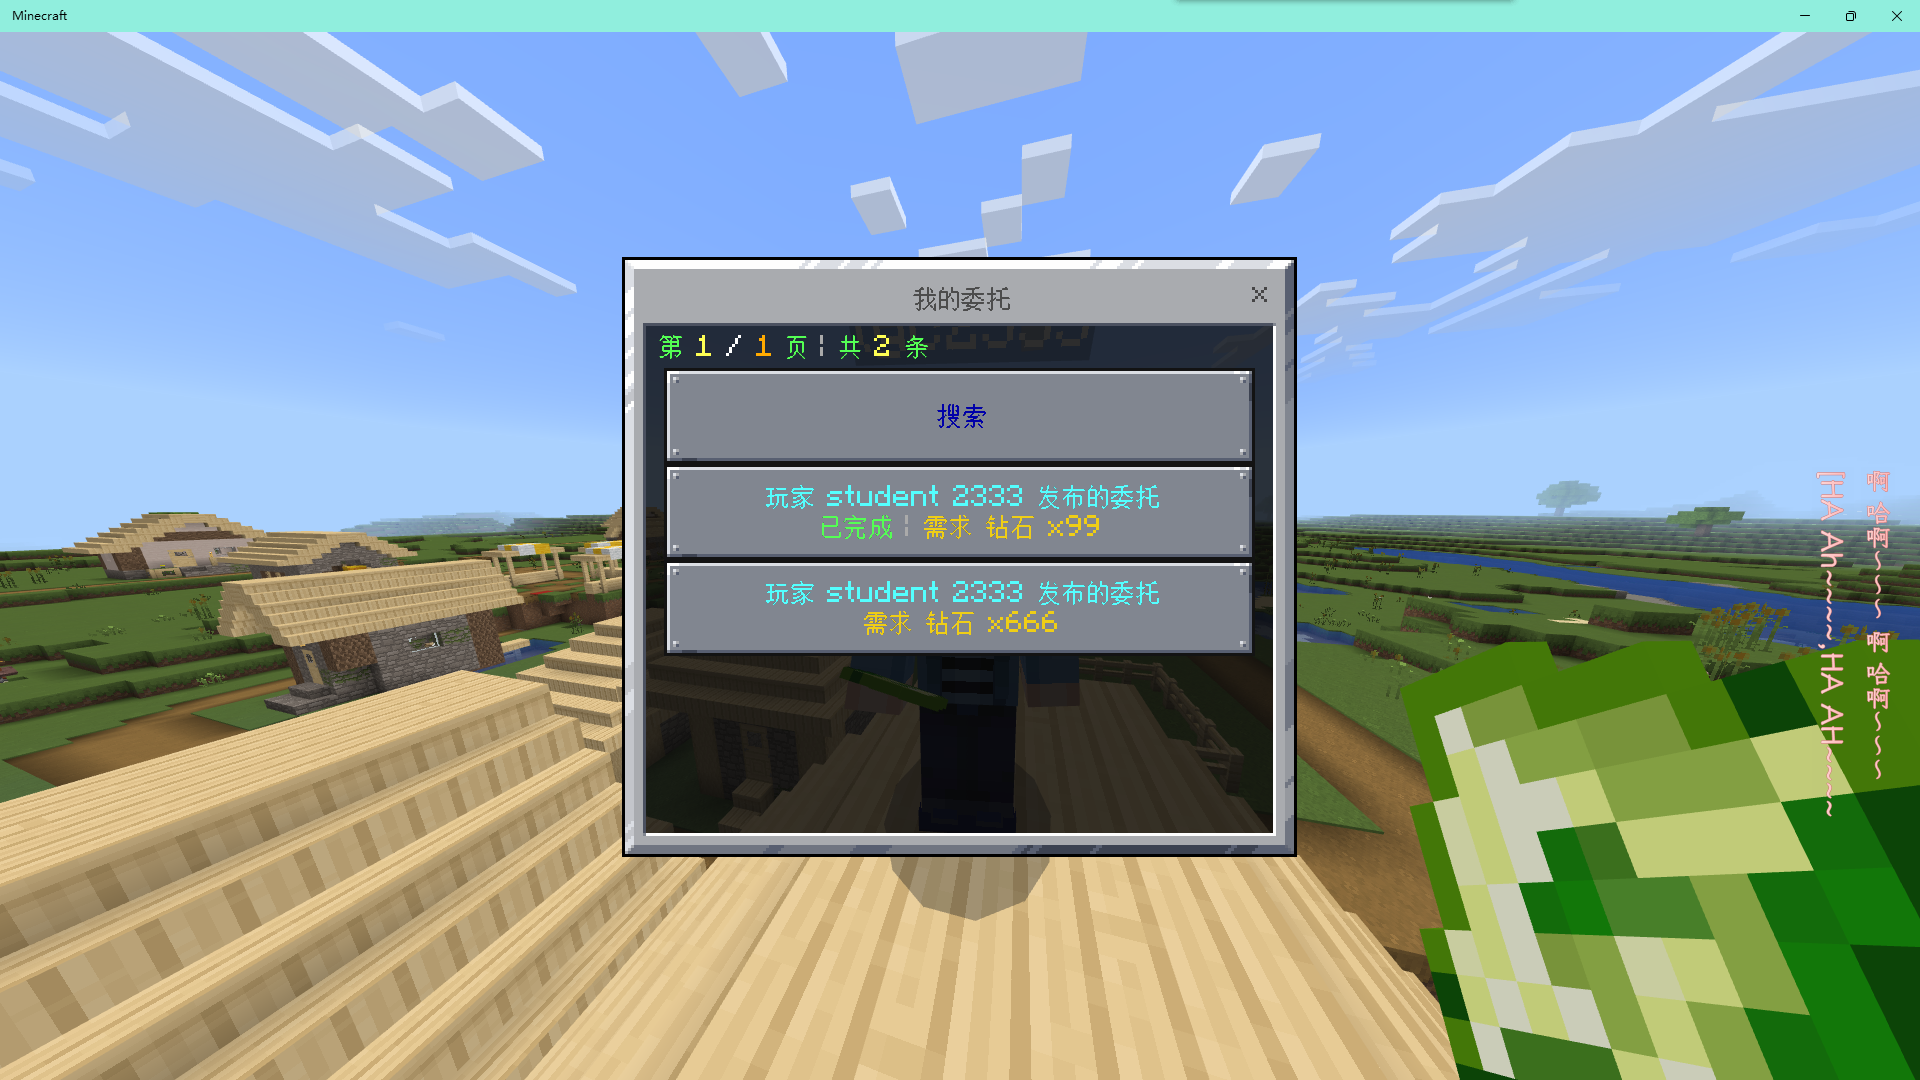 Minecraft
我的委托
第 1 / 1 页 ¦ 共 2 条
搜索
玩家 student 2333 发布的委托
已完成 ¦ 需求 钻石 x99
玩家 student 2333 发布的委托
需求 钻石 x666
啊 哈啊～～～ 啊 哈啊～～～
[HA Ah~~~~,HA AH~~~~